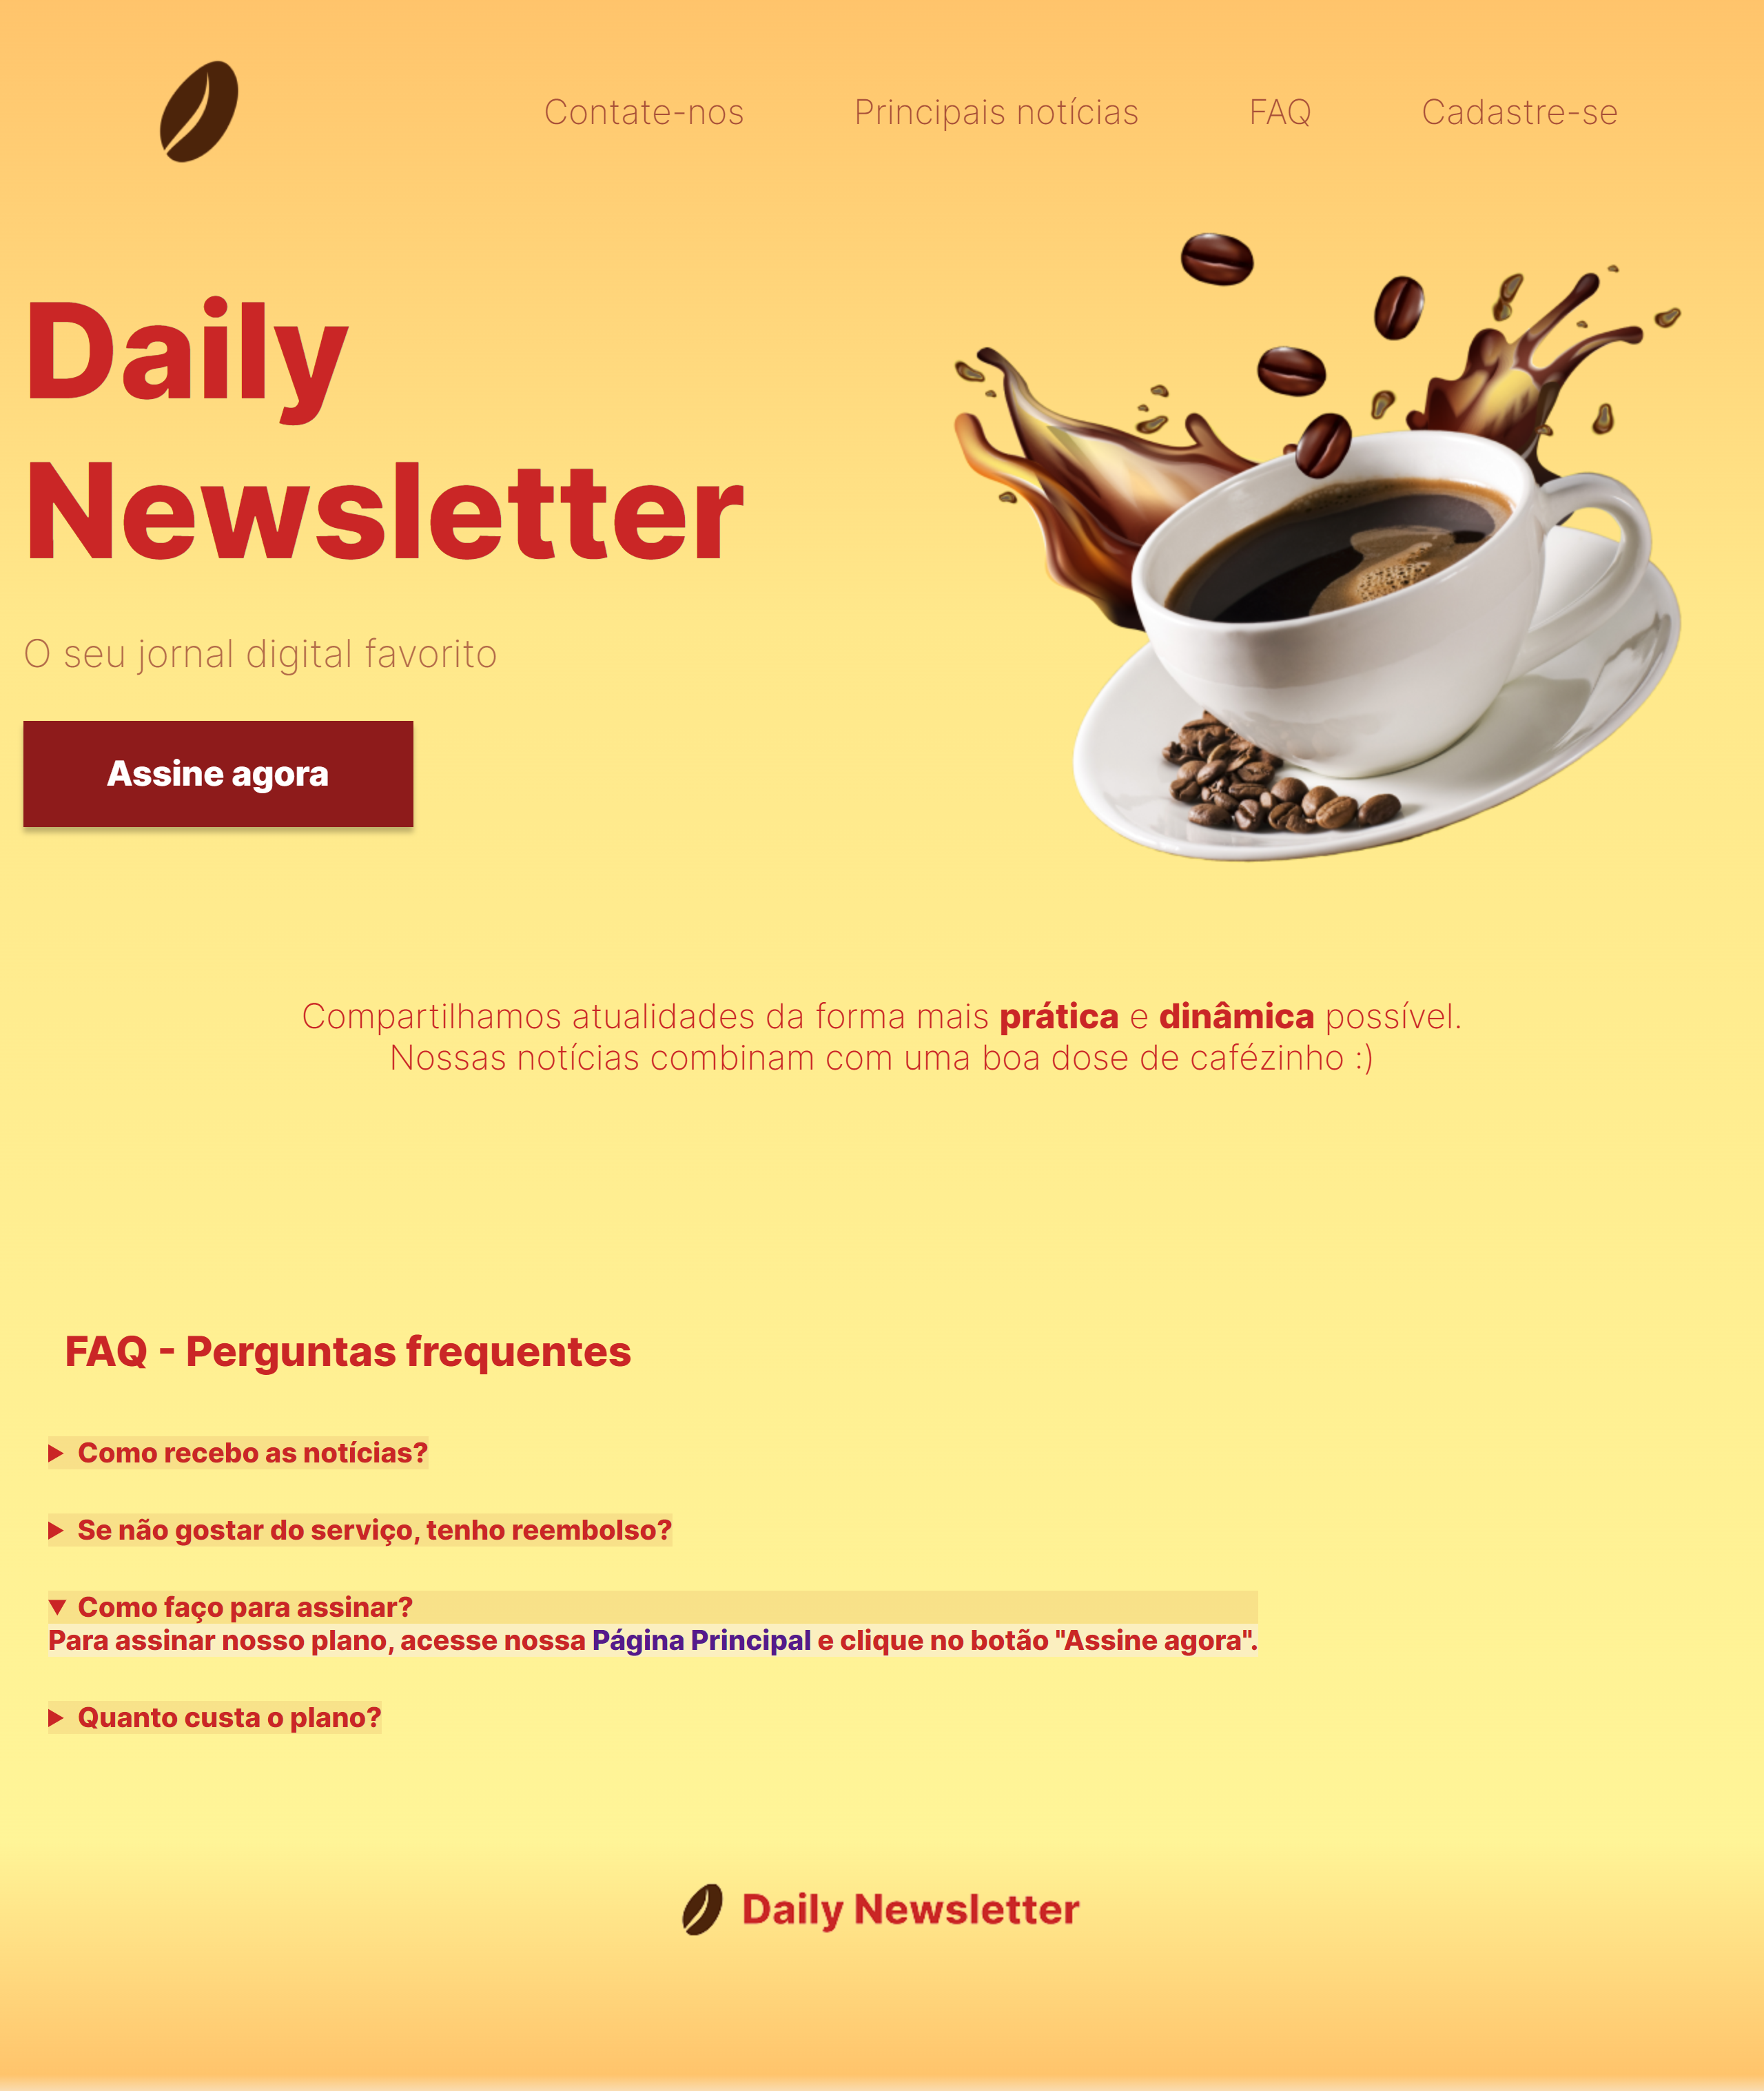 Contate-nos Principais notícias FAQ Cadastre-se
Daily
Newsletter
O seu jornal digital favorito
Assine agora
Compartilhamos atualidades da forma mais prática e dinâmica possível.
Nossas notícias combinam com uma boa dose de cafézinho :)
FAQ - Perguntas frequentes
Como recebo as notícias?
Se não gostar do serviço, tenho reembolso?
Como faço para assinar?
Para assinar nosso plano, acesse nossa Página Principal e clique no botão "Assine agora".
Quanto custa o plano?
Daily Newsletter